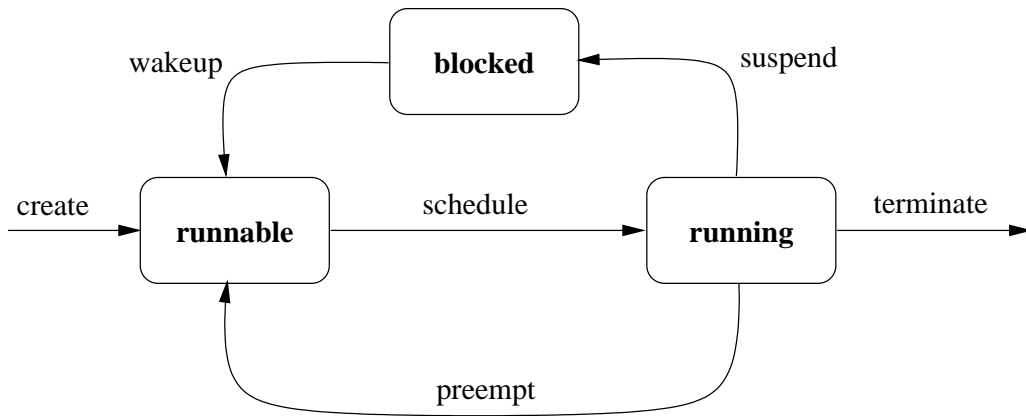 blocked
wakeup
suspend
create
runnable
schedule
running
terminate
preempt